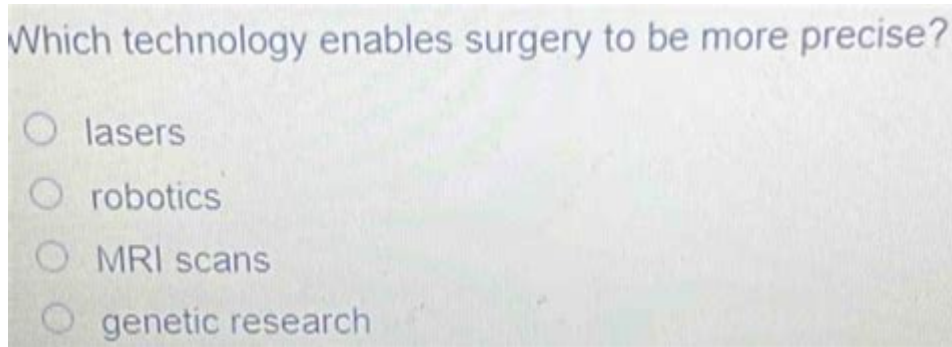 Which technology enables surgery to be more precise?
lasers
robotics
MRI scans
genetic research